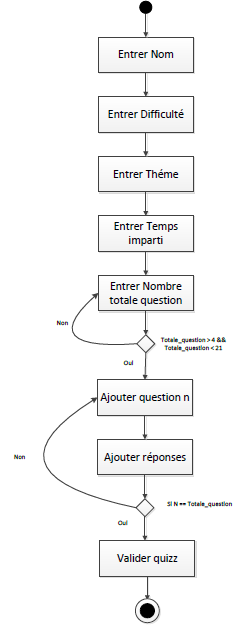 Entrer Nom
Entrer Difficulté
Entrer Théme
Entrer Temps
imparti
Entrer Nombre
totale question
Non
Totale_question > 4 &&
Totale_question < 21
Oui
Ajouter question n
Ajouter réponses
Non
Si N == Totale_question
Oui
Valider quizz